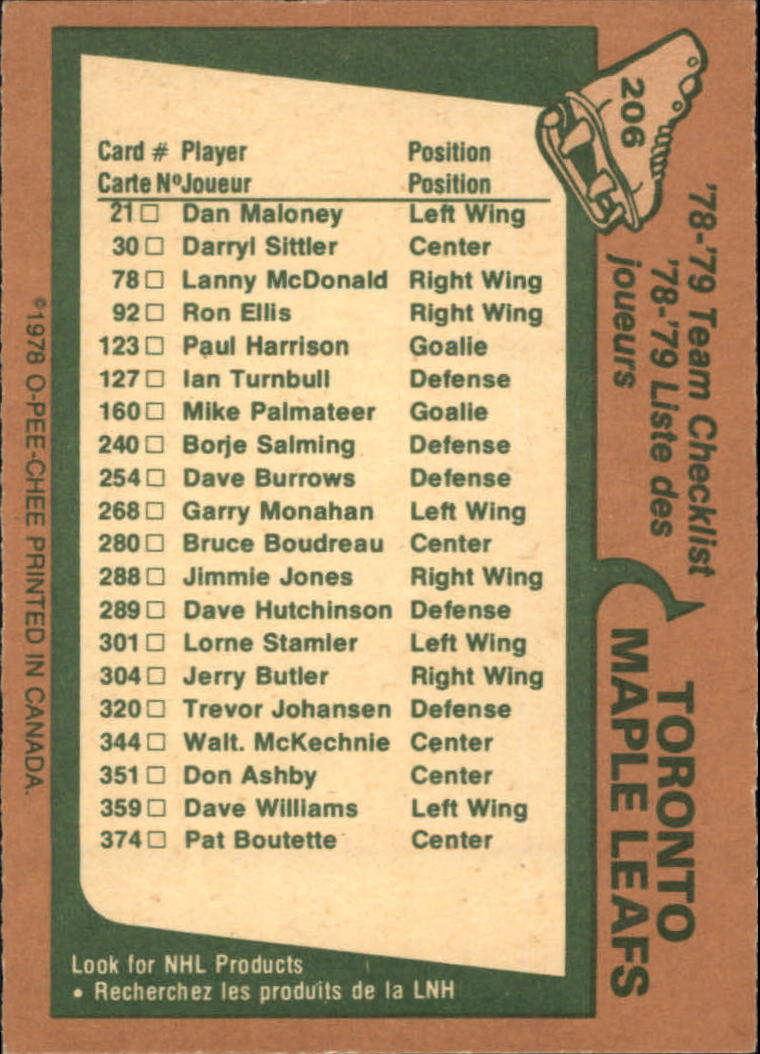 206
'78-'79 Team Checklist
'78-'79 Liste des
joueurs
TORONTO
MAPLE LEAFS
Card # Player Position
Carte Nº Joueur Position
21 □ Dan Maloney Left Wing
30 □ Darryl Sittler Center
78 □ Lanny McDonald Right Wing
92 □ Ron Ellis Right Wing
123 □ Paul Harrison Goalie
127 □ Ian Turnbull Defense
160 □ Mike Palmateer Goalie
240 □ Borje Salming Defense
254 □ Dave Burrows Defense
268 □ Garry Monahan Left Wing
280 □ Bruce Boudreau Center
288 □ Jimmie Jones Right Wing
289 □ Dave Hutchinson Defense
301 □ Lorne Stamler Left Wing
304 □ Jerry Butler Right Wing
320 □ Trevor Johansen Defense
344 □ Walt. McKechnie Center
351 □ Don Ashby Center
359 □ Dave Williams Left Wing
374 □ Pat Boutette Center
Look for NHL Products
• Recherchez les produits de la LNH
©1978 O-PEE-CHEE PRINTED IN CANADA.